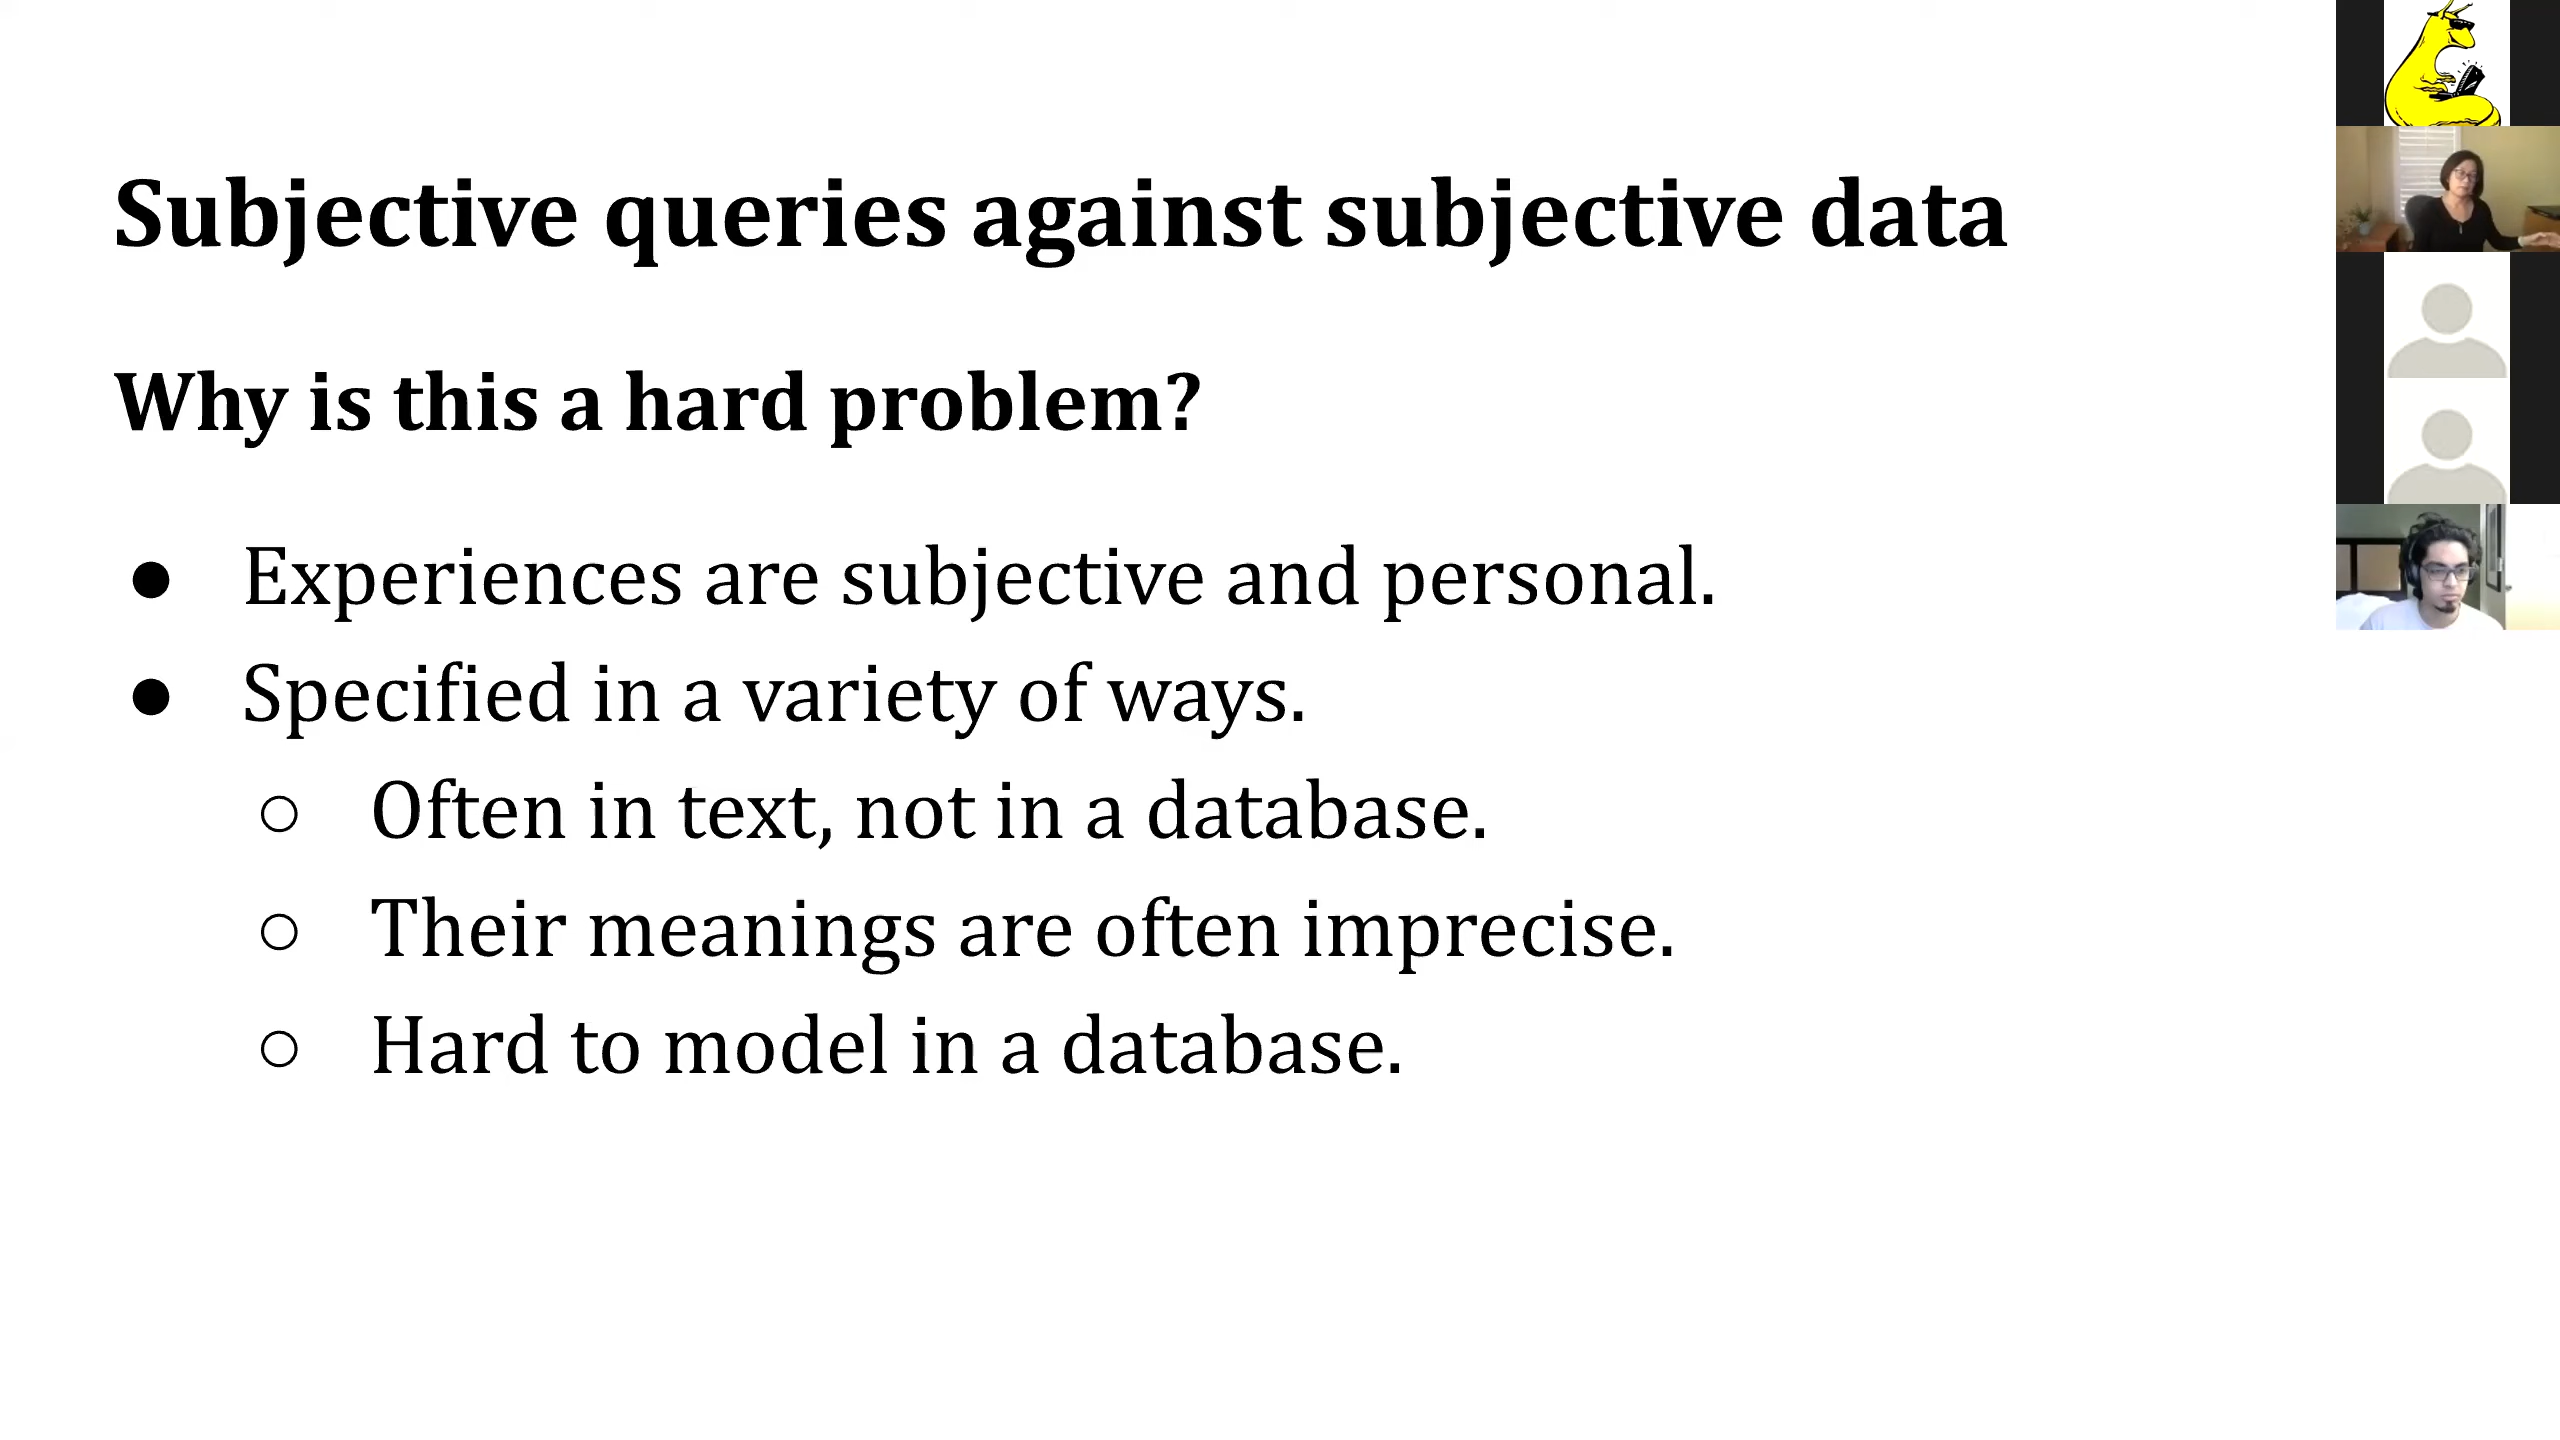 Subjective queries against subjective data
Why is this a hard problem?
● Experiences are subjective and personal.
● Specified in a variety of ways.
○ Often in text, not in a database.
○ Their meanings are often imprecise.
○ Hard to model in a database.